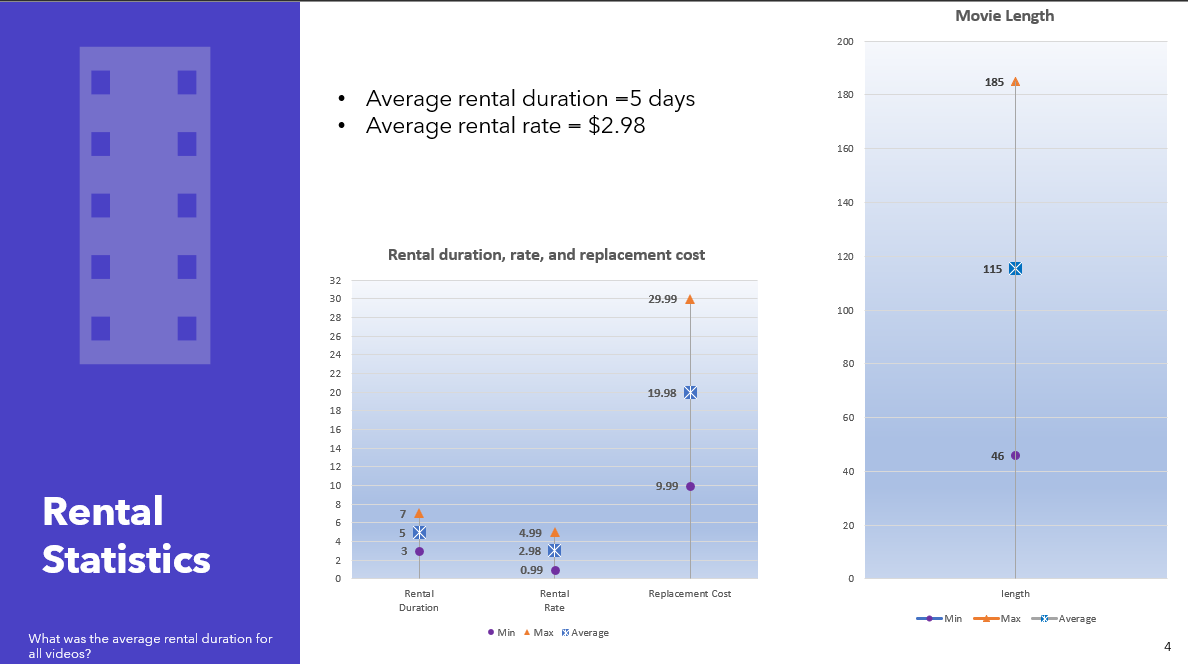 Rental
Statistics
What was the average rental duration for
all videos?
• Average rental duration =5 days
• Average rental rate = $2.98
Rental duration, rate, and replacement cost
32
30
28
26
24
22
20
18
16
14
12
10
8
6
4
2
0
7
5
3
4.99
2.98
0.99
29.99
19.98
9.99
Rental
Duration
Rental
Rate
Replacement Cost
Min Max Average
Movie Length
200
180
160
140
120
100
80
60
40
20
0
185
115
46
length
Min Max Average
4